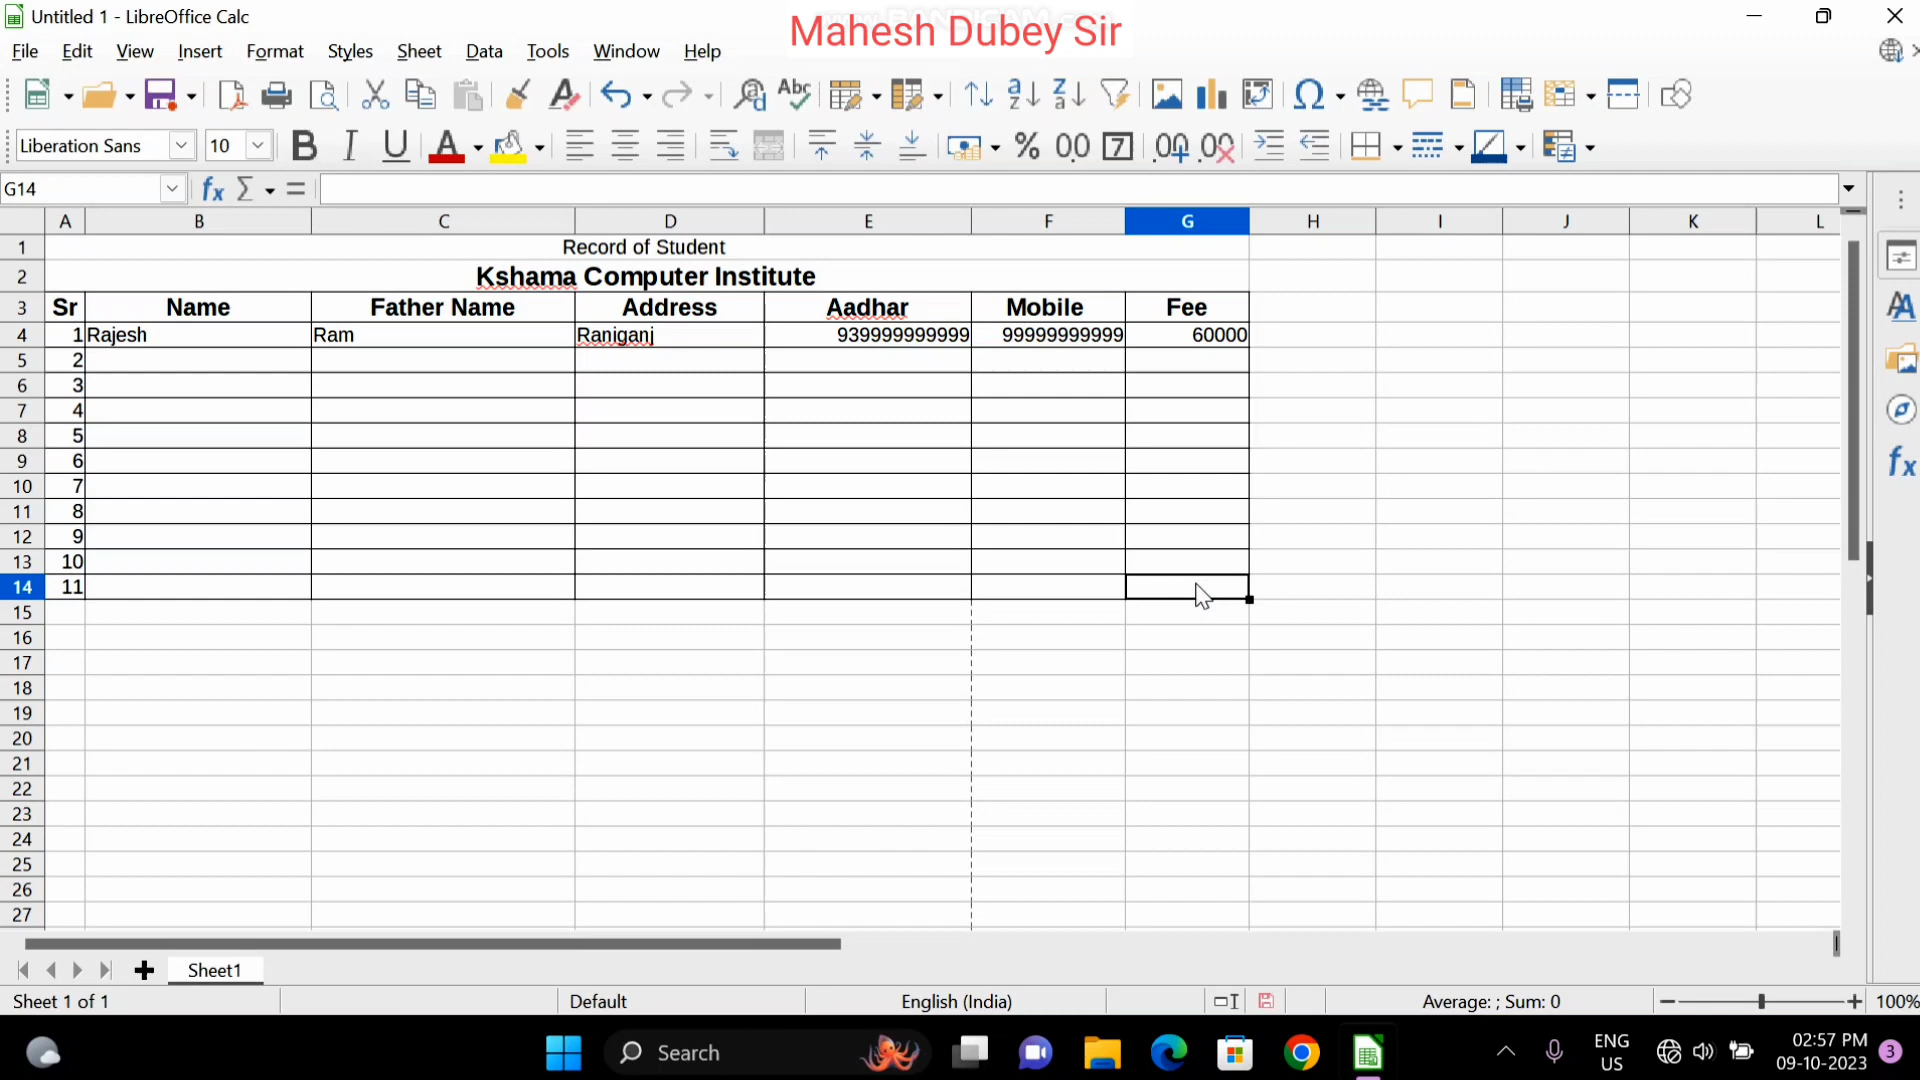 Untitled 1 - LibreOffice Calc
Mahesh Dubey Sir
File Edit View Insert Format Styles Sheet Data Tools Window Help
Liberation Sans 10
G14
A B C D E F G H I J K L
1 Record of Student
2 Kshama Computer Institute
3 Sr Name Father Name Address Aadhar Mobile Fee
4 1 Rajesh Ram Raniganj 939999999999 99999999999 60000
5 2
6 3
7 4
8 5
9 6
10 7
11 8
12 9
13 10
14 11
15
16
17
18
19
20
21
22
23
24
25
26
27
Sheet1
Sheet 1 of 1 Default English (India) Average: ; Sum: 0 100%
Search ENG US 02:57 PM 09-10-2023 3